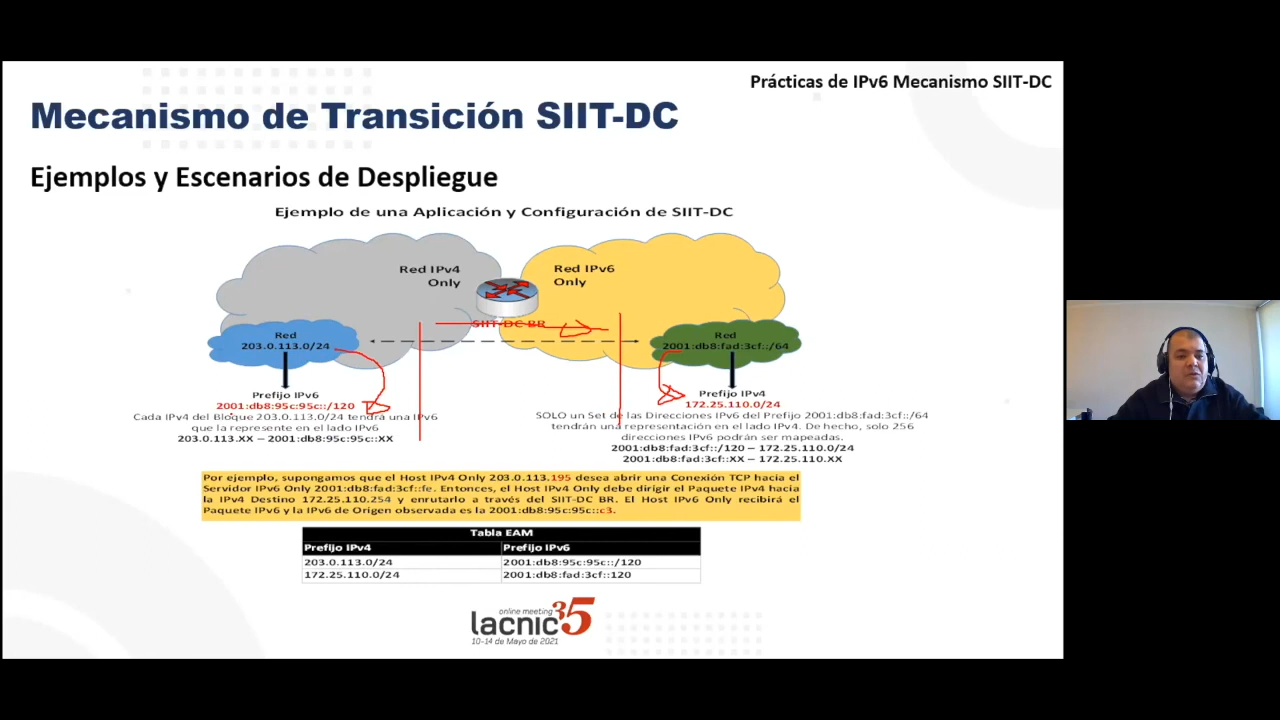 Prácticas de IPv6 Mecanismo SIIT-DC
Mecanismo de Transición SIIT-DC
Ejemplos y Escenarios de Despliegue
Ejemplo de una Aplicación y Configuración de SIIT-DC
Red IPv4
Only
Red IPv6
Only
SIIT-DC BR
Red
203.0.113.0/24
Red
2001:db8:fad:3cf::/64
Prefijo IPv6
2001:db8:95c:95c::/120
Cada IPv4 del Bloque 203.0.113.0/24 tendrá una IPv6
que la represente en el lado IPv6
203.0.113.XX – 2001:db8:95c:95c::XX
Prefijo IPv4
172.25.110.0/24
SOLO un Set de las Direcciones IPv6 del Prefijo 2001:db8:fad:3cf::/64
tendrán una representación en el lado IPv4. De hecho, solo 256
direcciones IPv6 podrán ser mapeadas.
2001:db8:fad:3cf::/120 – 172.25.110.0/24
2001:db8:fad:3cf::XX – 172.25.110.XX
Por ejemplo, supongamos que el Host IPv4 Only 203.0.113.195 desea abrir una Conexión TCP hacia el
Servidor IPv6 Only 2001:db8:fad:3cf::fe. Entonces, el Host IPv4 Only debe dirigir el Paquete IPv4 hacia
la IPv4 Destino 172.25.110.254 y enrutarlo a través del SIIT-DC BR. El Host IPv6 Only recibirá el
Paquete IPv6 y la IPv6 de Origen observada es la 2001:db8:95c:95c::c3.
Tabla EAM
Prefijo IPv4 Prefijo IPv6
203.0.113.0/24 2001:db8:95c:95c::/120
172.25.110.0/24 2001:db8:fad:3cf::120
online meeting
lacnic35
10-14 de Mayo de 2021